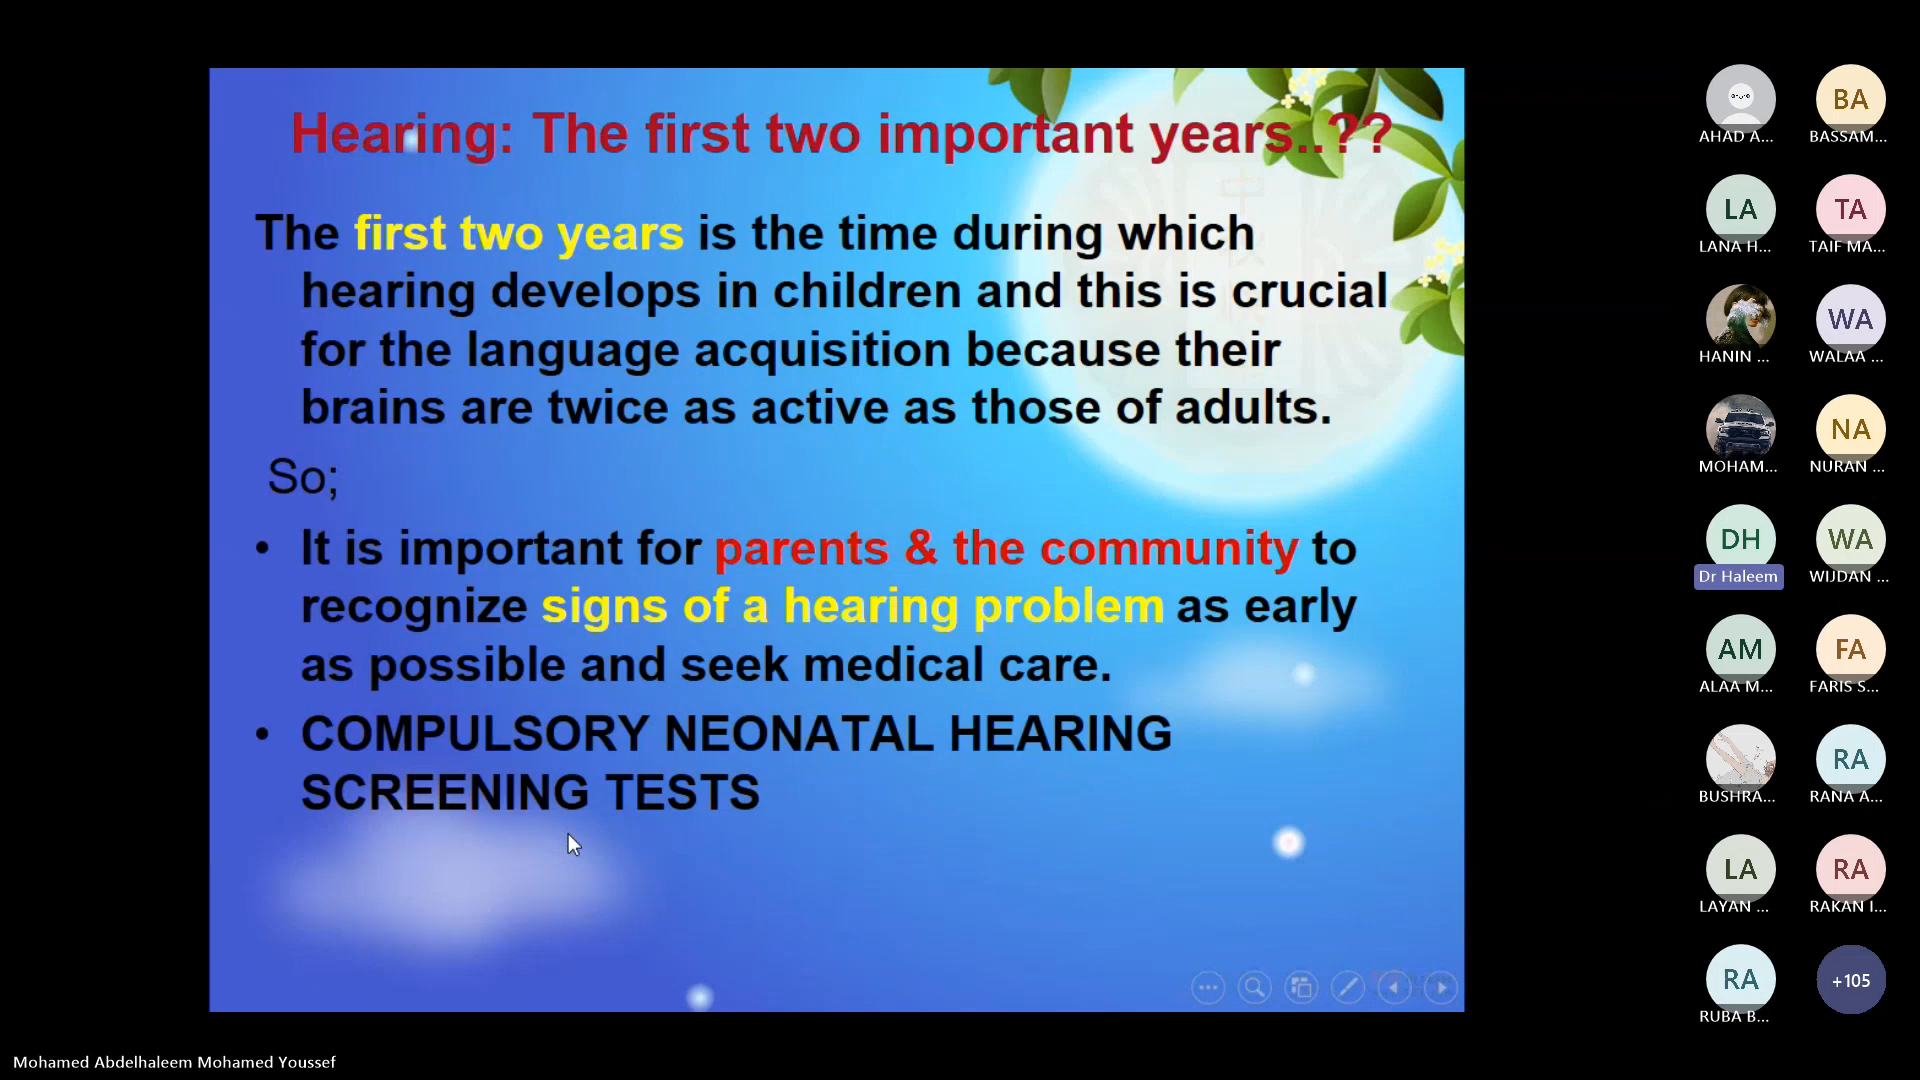 Hearing: The first two important years..??
The first two years is the time during which
hearing develops in children and this is crucial
for the language acquisition because their
brains are twice as active as those of adults.
So;
• It is important for parents & the community to
recognize signs of a hearing problem as early
as possible and seek medical care.
• COMPULSORY NEONATAL HEARING
SCREENING TESTS
AHAD A...
BA
BASSAM...
LA
LANA H...
TA
TAIF MA...
HANIN ...
WA
WALAA ...
MOHAM...
NA
NURAN ...
DH
Dr Haleem
WA
WIJDAN ...
AM
ALAA M...
FA
FARIS S...
BUSHRA...
RA
RANA A...
LA
LAYAN ...
RA
RAKAN I...
RA
RUBA B...
+105
Mohamed Abdelhaleem Mohamed Youssef